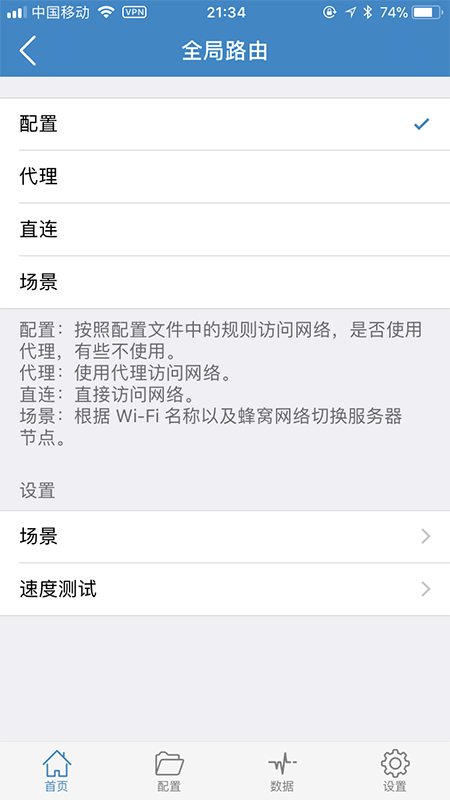 中国移动 VPN 21:34 74%
全局路由
配置
代理
直连
场景
配置：按照配置文件中的规则访问网络，是否使用
代理，有些不使用。
代理：使用代理访问网络。
直连：直接访问网络。
场景：根据 Wi-Fi 名称以及蜂窝网络切换服务器
节点。
设置
场景
速度测试
首页 配置 数据 设置